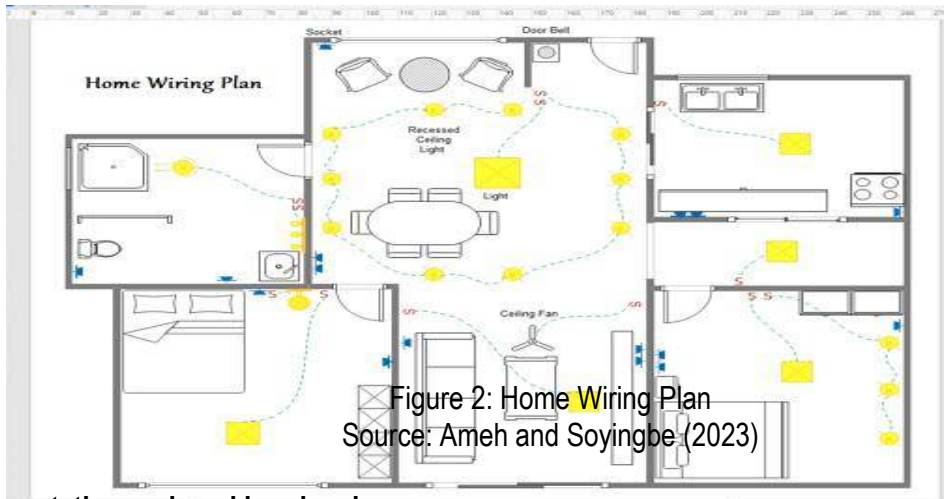 Socket
Door Bell
Home Wiring Plan
Recessed
Ceiling
Light
Light
Ceiling Fan
Figure 2: Home Wiring Plan
Source: Ameh and Soyingbe (2023)